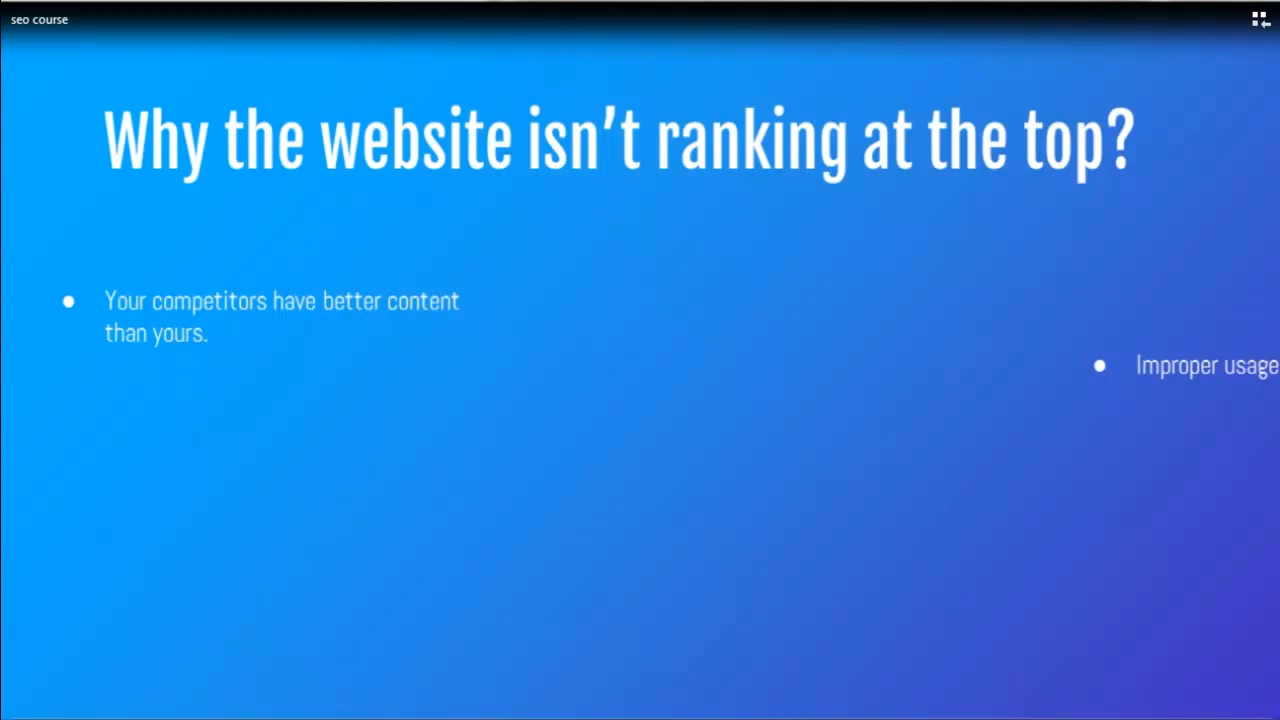 seo course
Why the website isn't ranking at the top?
● Your competitors have better content
than yours.
● Improper usage